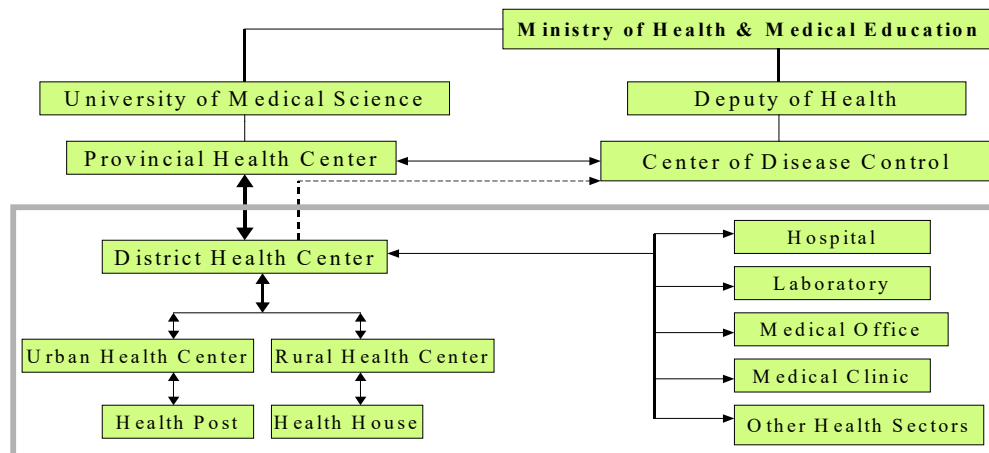 Ministry of Health & Medical Education
University of Medical Science
Deputy of Health
Provincial Health Center
Center of Disease Control
District Health Center
Hospital
Laboratory
Medical Office
Urban Health Center
Rural Health Center
Medical Clinic
Health Post
Health House
Other Health Sectors